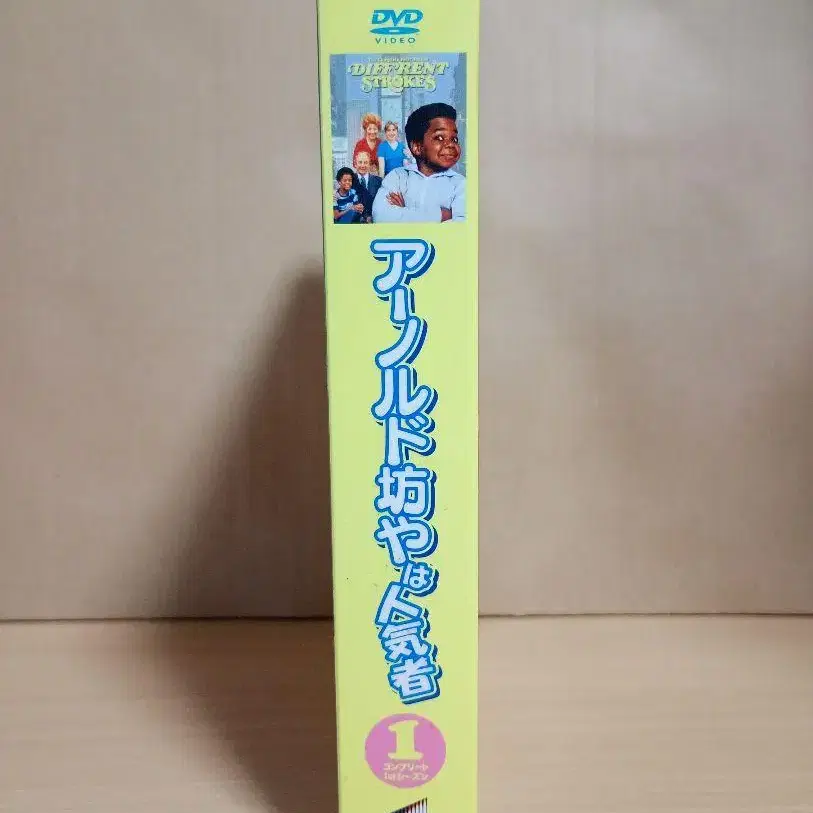 DVD
VIDEO
DIFF'RENT
STROKES
アーノルド坊やは人気者
1
コンプリート
1stシーズン